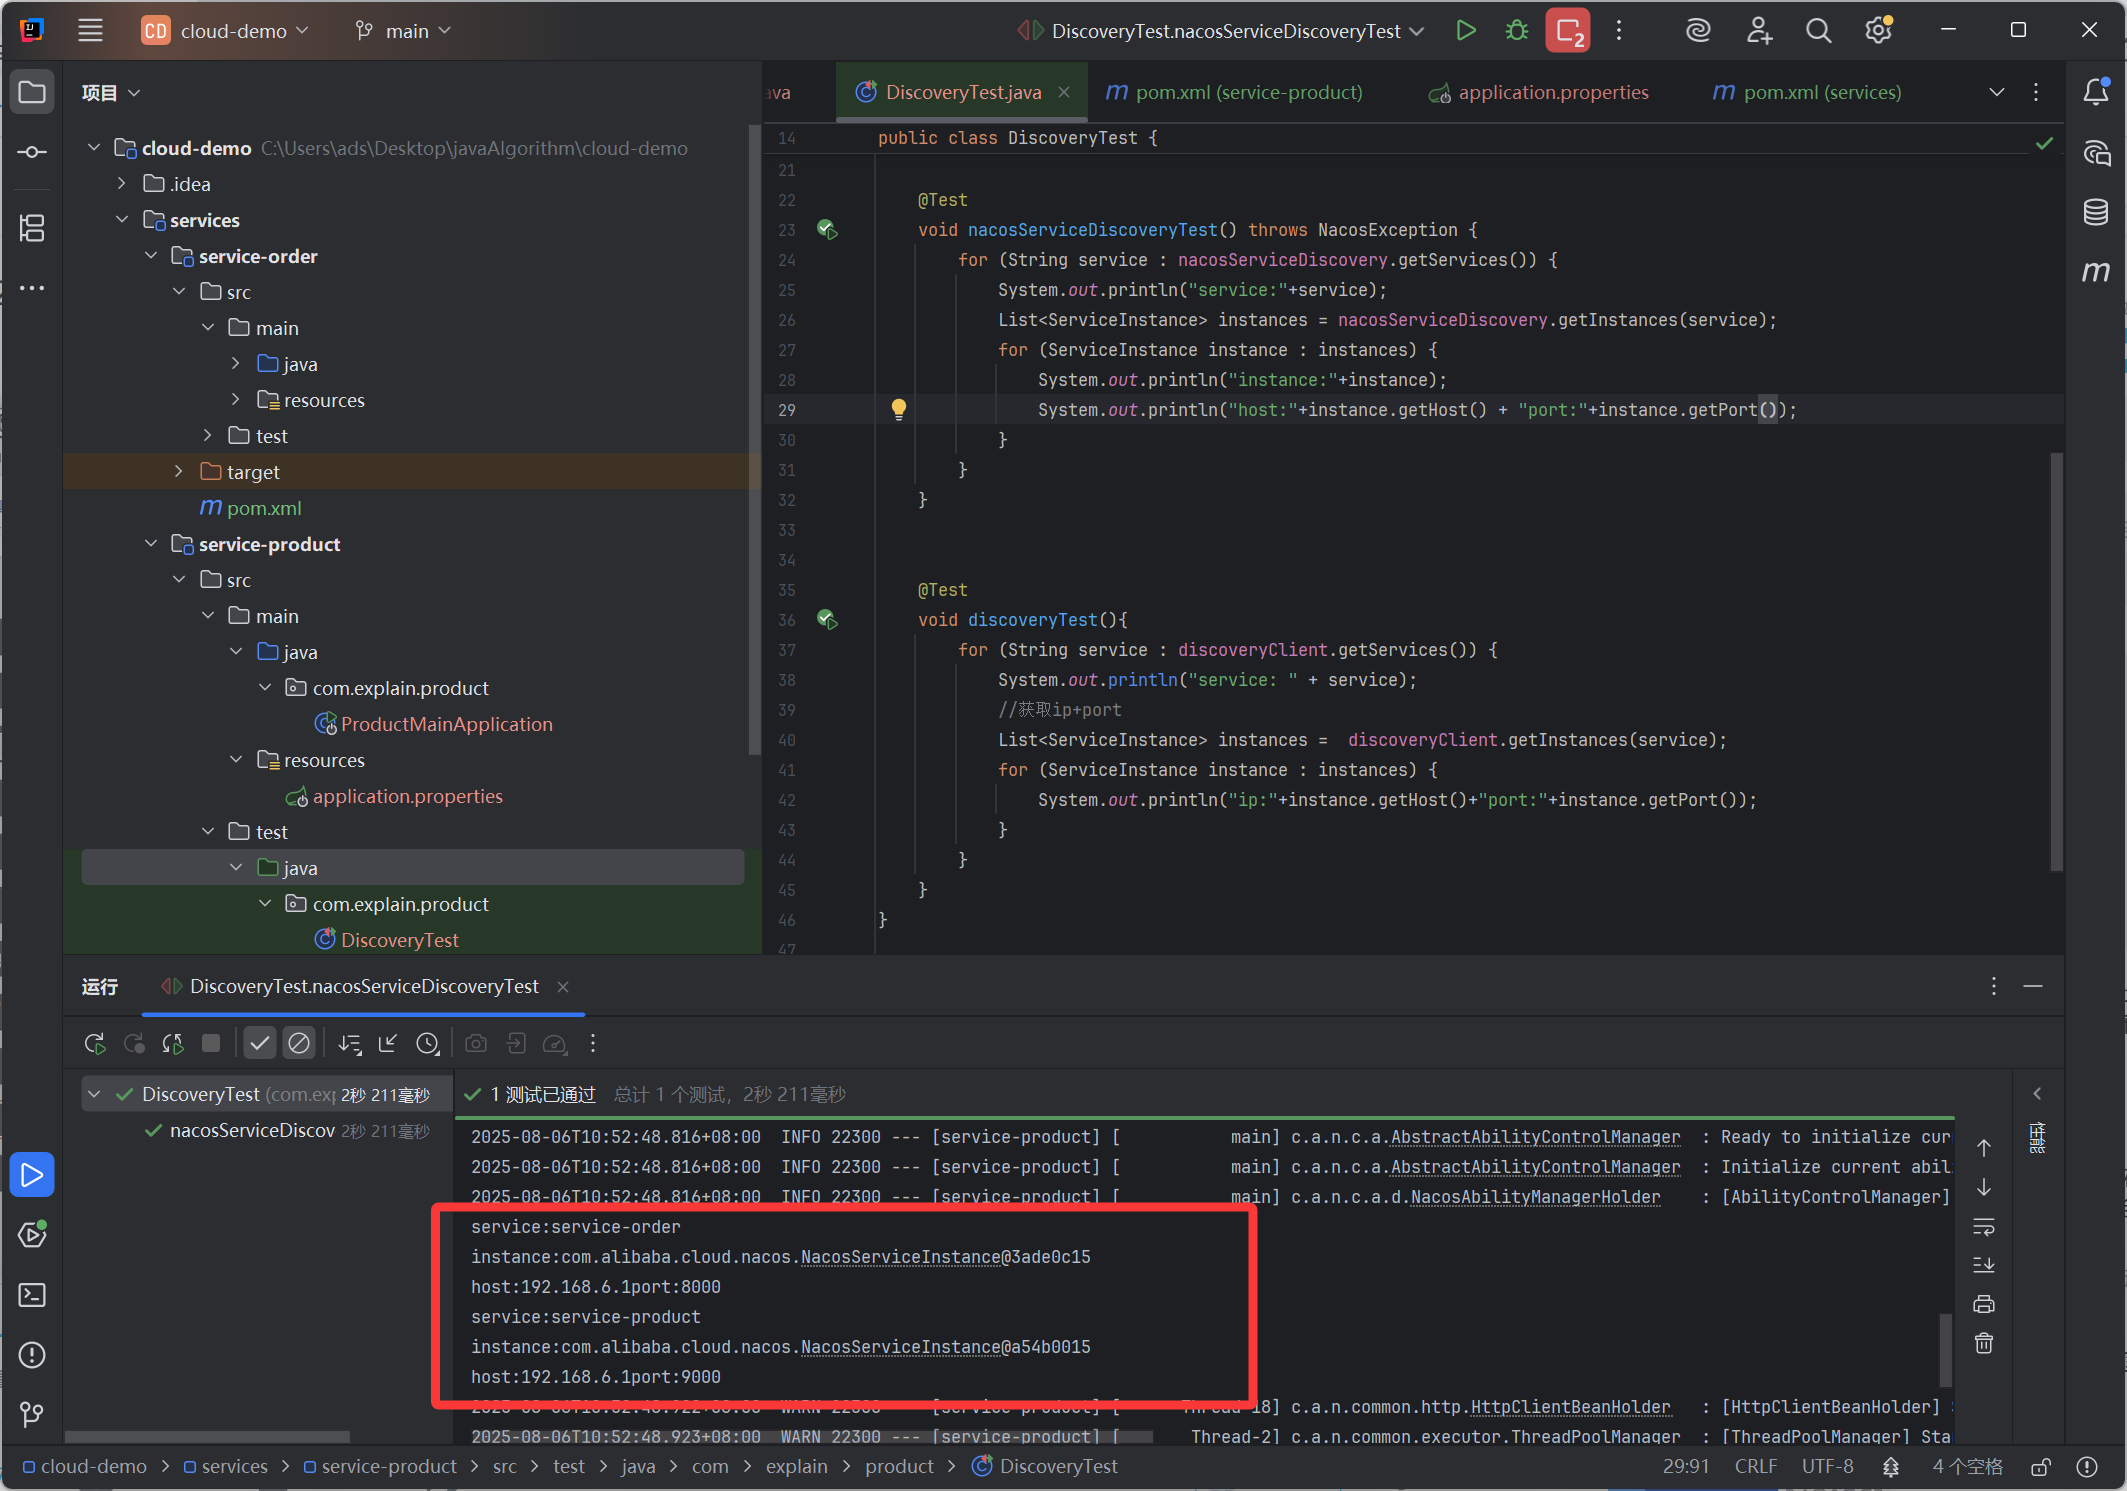 CD cloud-demo main DiscoveryTest.nacosServiceDiscoveryTest 2
项目
ava DiscoveryTest.java pom.xml (service-product) application.properties pom.xml (services)
cloud-demo C:\Users\ads\Desktop\javaAlgorithm\cloud-demo
.idea
services
service-order
src
main
java
resources
test
target
pom.xml
service-product
src
main
java
com.explain.product
ProductMainApplication
resources
application.properties
test
java
com.explain.product
DiscoveryTest
14 public class DiscoveryTest {
21
22 @Test
23 void nacosServiceDiscoveryTest() throws NacosException {
24 for (String service : nacosServiceDiscovery.getServices()) {
25 System.out.println("service:"+service);
26 List<ServiceInstance> instances = nacosServiceDiscovery.getInstances(service);
27 for (ServiceInstance instance : instances) {
28 System.out.println("instance:"+instance);
29 System.out.println("host:"+instance.getHost() + "port:"+instance.getPort());
30 }
31 }
32 }
33
34
35 @Test
36 void discoveryTest(){
37 for (String service : discoveryClient.getServices()) {
38 System.out.println("service: " + service);
39 //获取ip+port
40 List<ServiceInstance> instances =  discoveryClient.getInstances(service);
41 for (ServiceInstance instance : instances) {
42 System.out.println("ip:"+instance.getHost()+"port:"+instance.getPort());
43 }
44 }
45 }
46 }
47
运行 DiscoveryTest.nacosServiceDiscoveryTest
DiscoveryTest (com.exp 2秒 211毫秒
nacosServiceDiscov 2秒 211毫秒
1 测试已通过 总计 1 个测试, 2秒 211毫秒
性能
2025-08-06T10:52:48.816+08:00  INFO 22300 --- [service-product] [           main] c.a.n.c.a.AbstractAbilityControlManager  : Ready to initialize cur
2025-08-06T10:52:48.816+08:00  INFO 22300 --- [service-product] [           main] c.a.n.c.a.AbstractAbilityControlManager  : Initialize current abil
2025-08-06T10:52:48.816+08:00  INFO 22300 --- [service-product] [           main] c.a.n.c.a.d.NacosAbilityManagerHolder    : [AbilityControlManager]
service:service-order
instance:com.alibaba.cloud.nacos.NacosServiceInstance@3ade0c15
host:192.168.6.1port:8000
service:service-product
instance:com.alibaba.cloud.nacos.NacosServiceInstance@a54b0015
host:192.168.6.1port:9000
2025-08-06T10:52:48.922+08:00  WARN 22300 --- [service-product] [      Thread-18] c.a.n.common.http.HttpClientBeanHolder   : [HttpClientBeanHolder]
2025-08-06T10:52:48.923+08:00  WARN 22300 --- [service-product] [       Thread-2] c.a.n.common.executor.ThreadPoolManager  : [ThreadPoolManager] Sta
cloud-demo > services > service-product > src > test > java > com > explain > product > DiscoveryTest 29:91 CRLF UTF-8 4 个空格